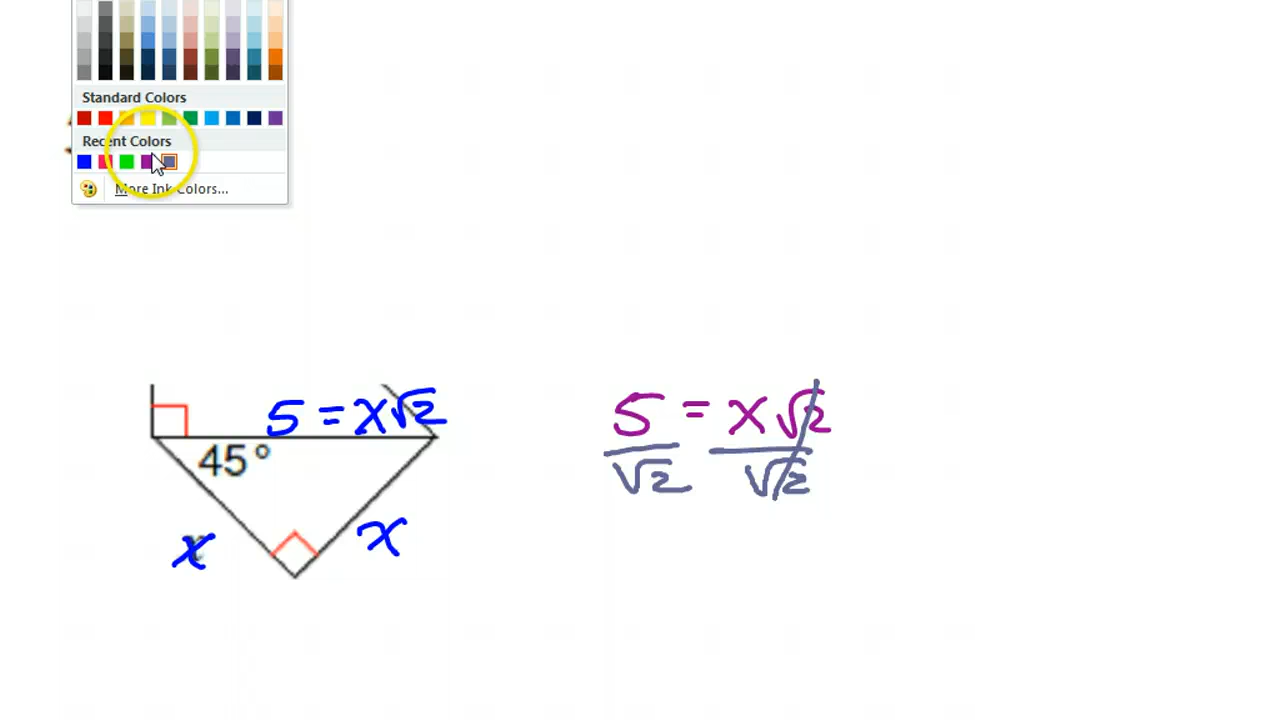 Standard Colors
Recent Colors
More Ink Colors...
5 = x√2
45°
x
x
5 = x√2
√2 √2